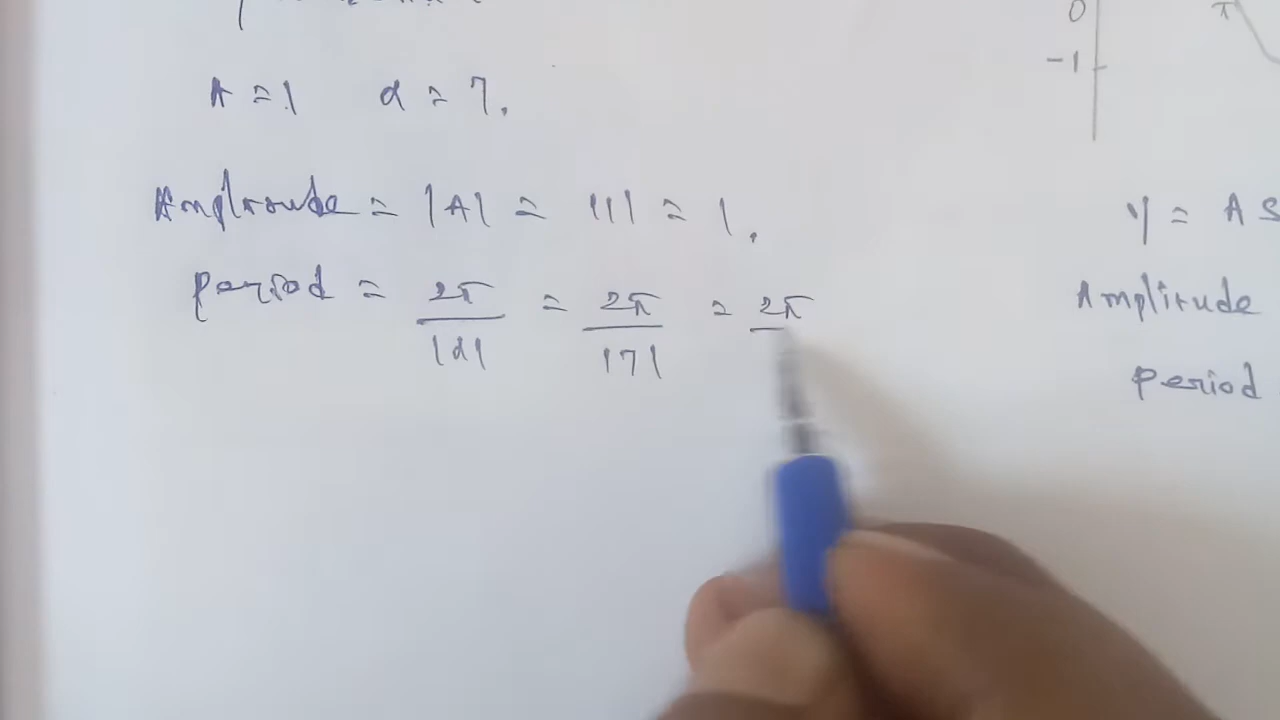 A = 1 α = 7.
Amplitude = |A| = |1| = 1.
period = 2π/|α| = 2π/|7| = 2π
0 π
-1
y = A S
Amplitude
period